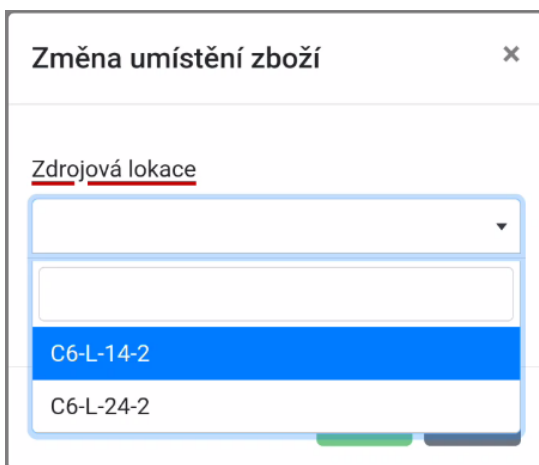 Změna umístění zboží ×
Zdrojová lokace
C6-L-14-2
C6-L-24-2